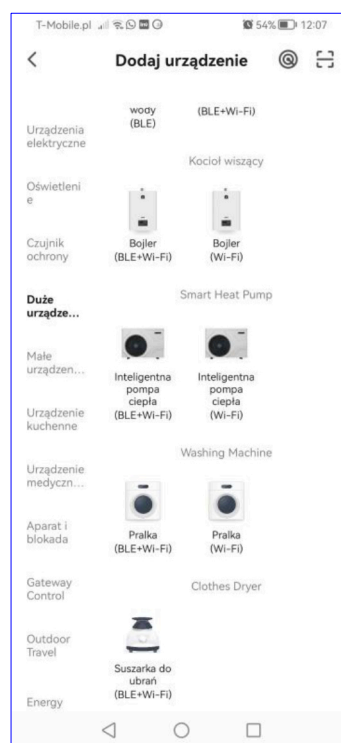 T-Mobile.pl 54% 12:07
Dodaj urządzenie
Urządzenia
elektryczne
Oświetleni
e
Czujnik
ochrony
Duże
urządze...
Małe
urządzen...
Urządzenie
kuchenne
Urządzenie
medyczn...
Aparat i
blokada
Gateway
Control
Outdoor
Travel
Energy
wody
(BLE)
(BLE+Wi-Fi)
Kocioł wiszący
Bojler
(BLE+Wi-Fi)
Bojler
(Wi-Fi)
Smart Heat Pump
Inteligentna
pompa
ciepła
(BLE+Wi-Fi)
Inteligentna
pompa
ciepła
(Wi-Fi)
Washing Machine
Pralka
(BLE+Wi-Fi)
Pralka
(Wi-Fi)
Clothes Dryer
Suszarka do
ubrań
(BLE+Wi-Fi)